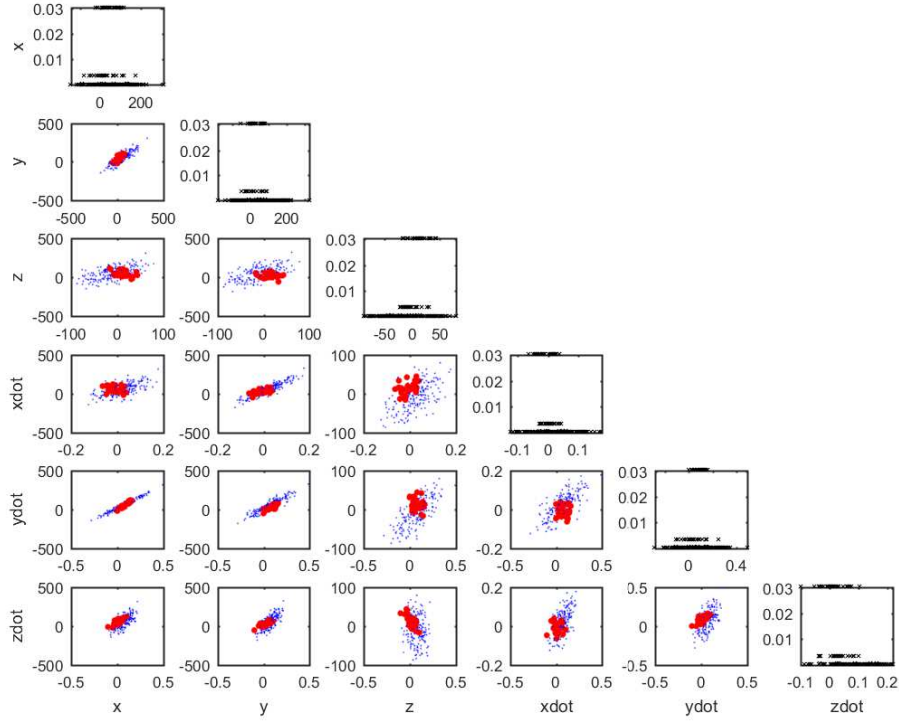 0.03
0.02
0.01
x
0 200
500 0.03
0 0.02
-500 0.01
y
-500 0 500 0 200
500 500 0.03
0 0 0.02
-500 -500 0.01
z
-100 0 100 -100 0 100 -50 0 50
500 500 100 0.03
0 0 0 0.02
-500 -500 -100 0.01
xdot
-0.2 0 0.2 -0.2 0 0.2 -0.2 0 0.2 -0.1 0 0.1
500 500 100 0.2 0.03
0 0 0 0 0.02
-500 -500 -100 -0.2 0.01
ydot
-0.5 0 0.5 -0.5 0 0.5 -0.5 0 0.5 -0.5 0 0.5 0 0.4
500 500 100 0.2 0.5 0.03
0 0 0 0 0 0.02
-500 -500 -100 -0.2 -0.5 0.01
zdot
-0.5 0 0.5 -0.5 0 0.5 -0.5 0 0.5 -0.5 0 0.5 -0.5 0 0.5 -0.1 0 0.1 0.2
x y z xdot ydot zdot